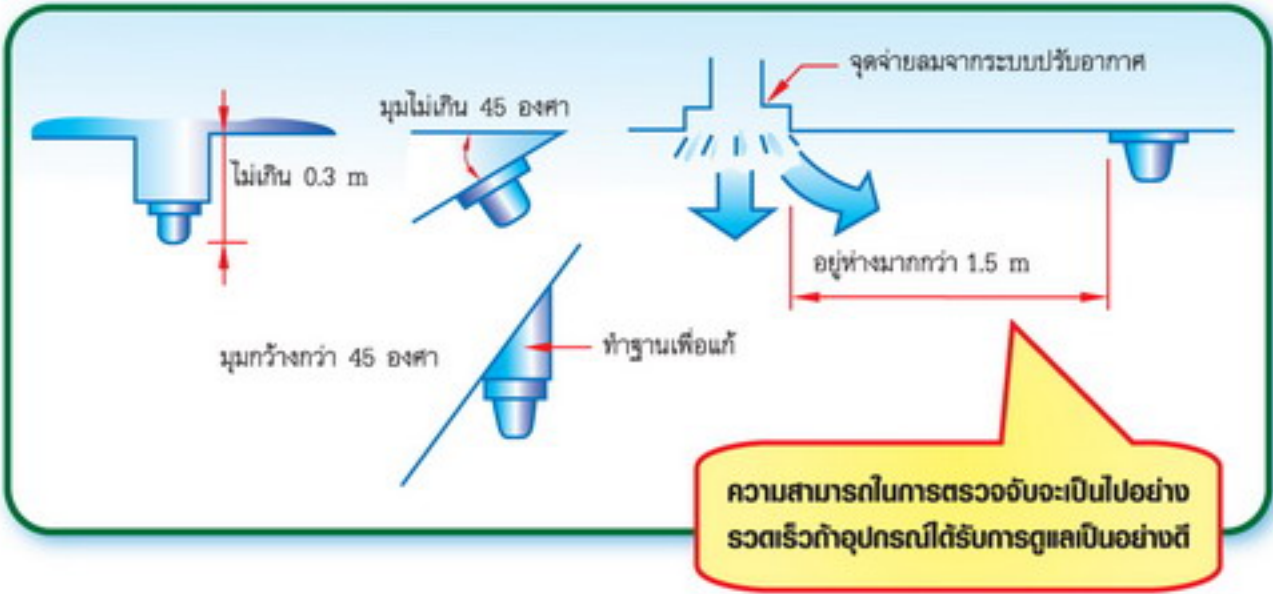 จุดจ่ายลมจากระบบปรับอากาศ
มุมไม่เกิน 45 องศา
ไม่เกิน 0.3 m
อยู่ห่างมากกว่า 1.5 m
มุมกว้างกว่า 45 องศา
ทำฐานเพื่อแก้
ความสามารถในการตรวจจับจะเป็นไปอย่าง
รวดเร็วถ้าอุปกรณ์ได้รับการดูแลเป็นอย่างดี